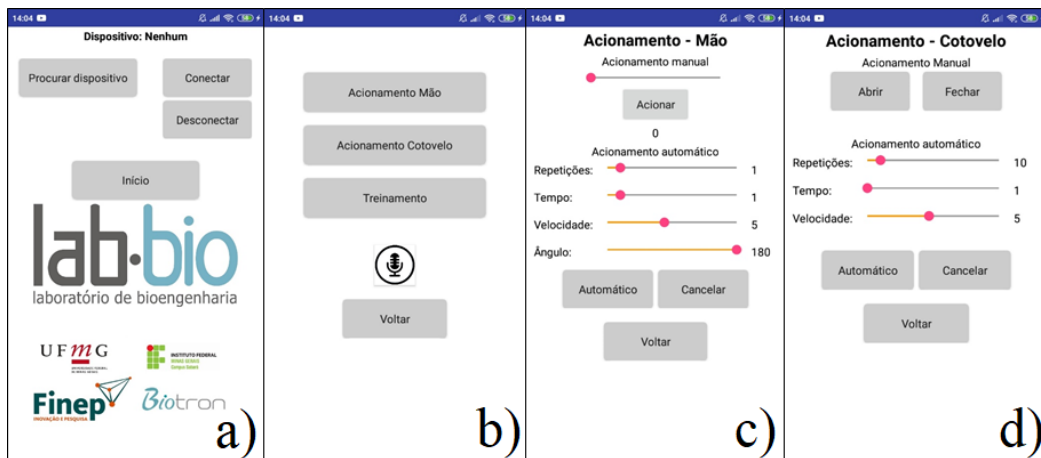 14:04
Dispositivo: Nenhum
Procurar dispositivo
Conectar
Desconectar
Início
lab·bio
laboratório de bioengenharia
UFmG
INSTITUTO FEDERAL
Finep
INOVAÇÃO E PESQUISA
Biotron
a)
14:04
Acionamento Mão
Acionamento Cotovelo
Treinamento
Voltar
b)
14:04
Acionamento - Mão
Acionamento manual
Acionar
0
Acionamento automático
Repetições: 1
Tempo: 1
Velocidade: 5
Ângulo: 180
Automático
Cancelar
Voltar
c)
14:04
Acionamento - Cotovelo
Acionamento Manual
Abrir
Fechar
Acionamento automático
Repetições: 10
Tempo: 1
Velocidade: 5
Automático
Cancelar
Voltar
d)